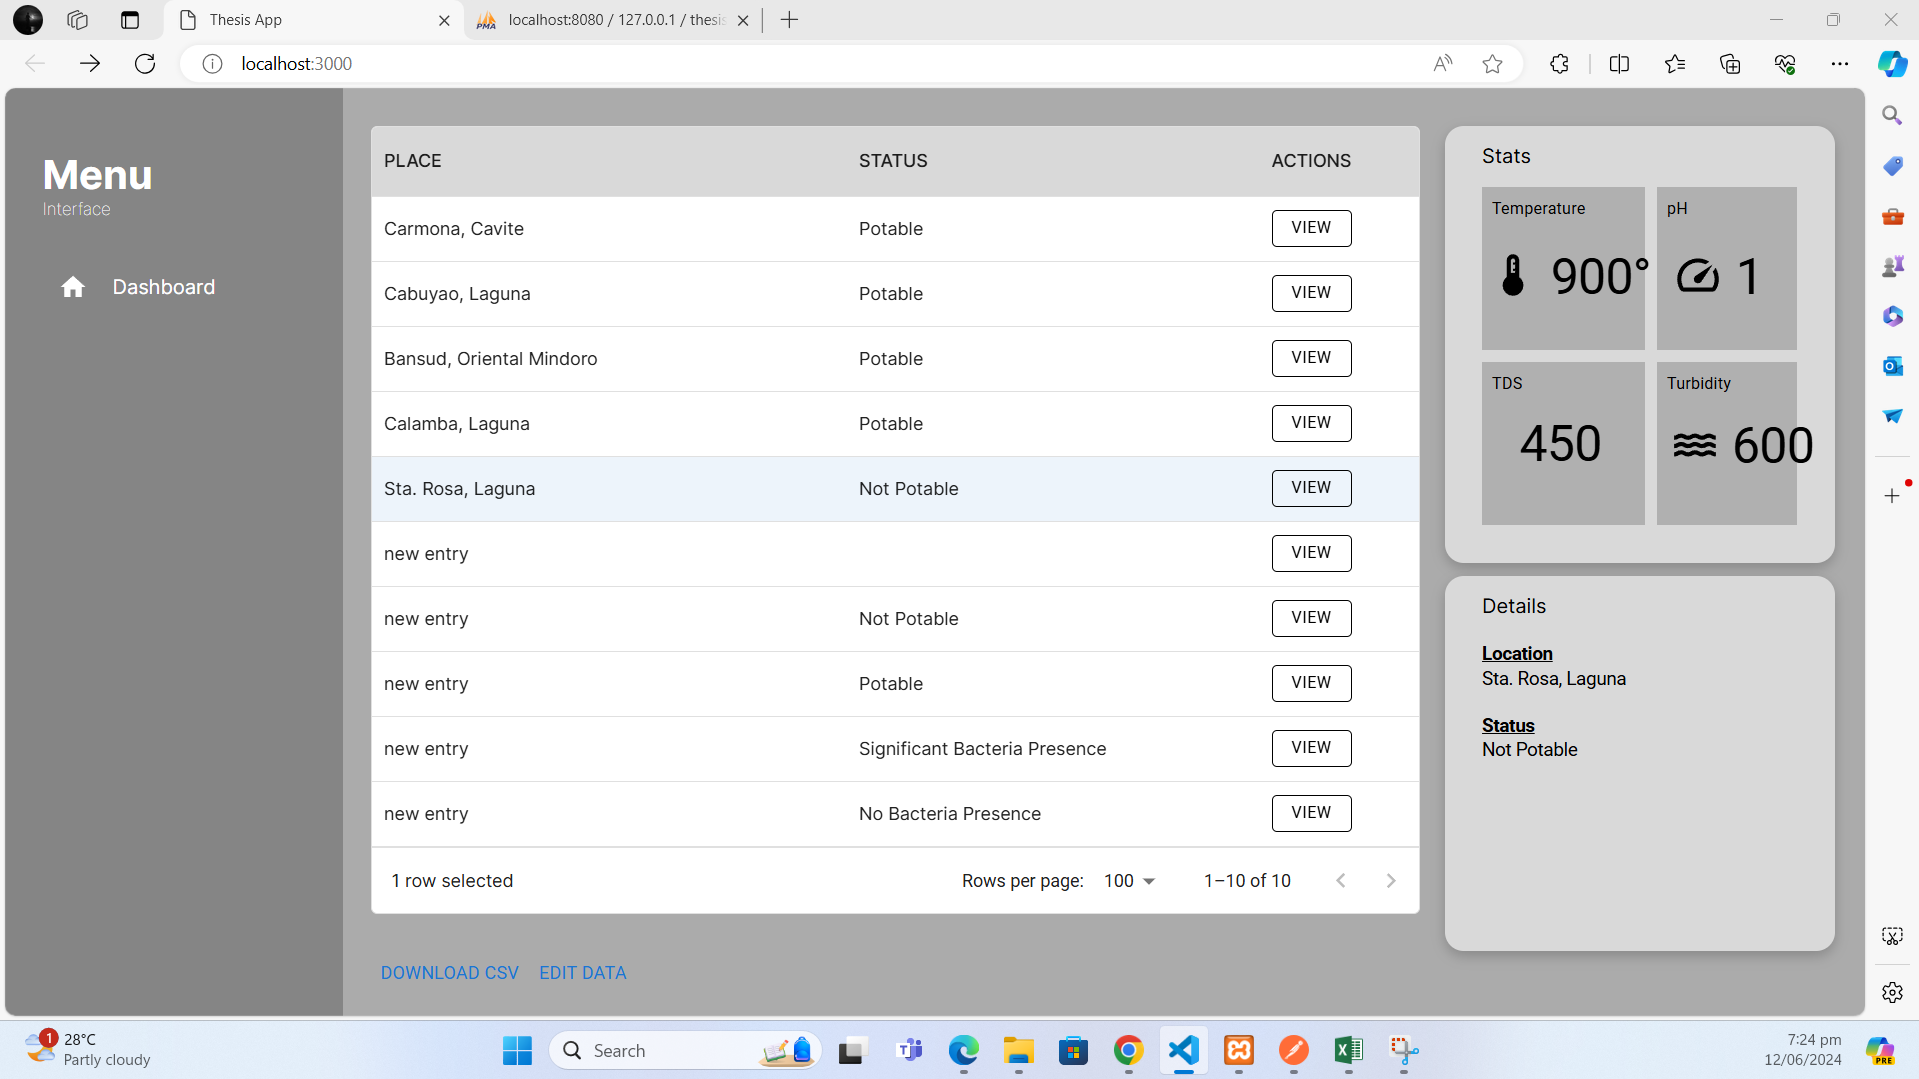 Thesis App
localhost:8080 / 127.0.0.1 / thesis
localhost:3000
Menu
Interface
Dashboard
PLACE STATUS ACTIONS
Carmona, Cavite Potable VIEW
Cabuyao, Laguna Potable VIEW
Bansud, Oriental Mindoro Potable VIEW
Calamba, Laguna Potable VIEW
Sta. Rosa, Laguna Not Potable VIEW
new entry VIEW
new entry Not Potable VIEW
new entry Potable VIEW
new entry Significant Bacteria Presence VIEW
new entry No Bacteria Presence VIEW
1 row selected Rows per page: 100 1–10 of 10
DOWNLOAD CSV EDIT DATA
Stats
Temperature
900°
pH
1
TDS
450
Turbidity
600
Details
Location
Sta. Rosa, Laguna
Status
Not Potable
1
28°C
Partly cloudy
Search
7:24 pm
12/06/2024
PRE